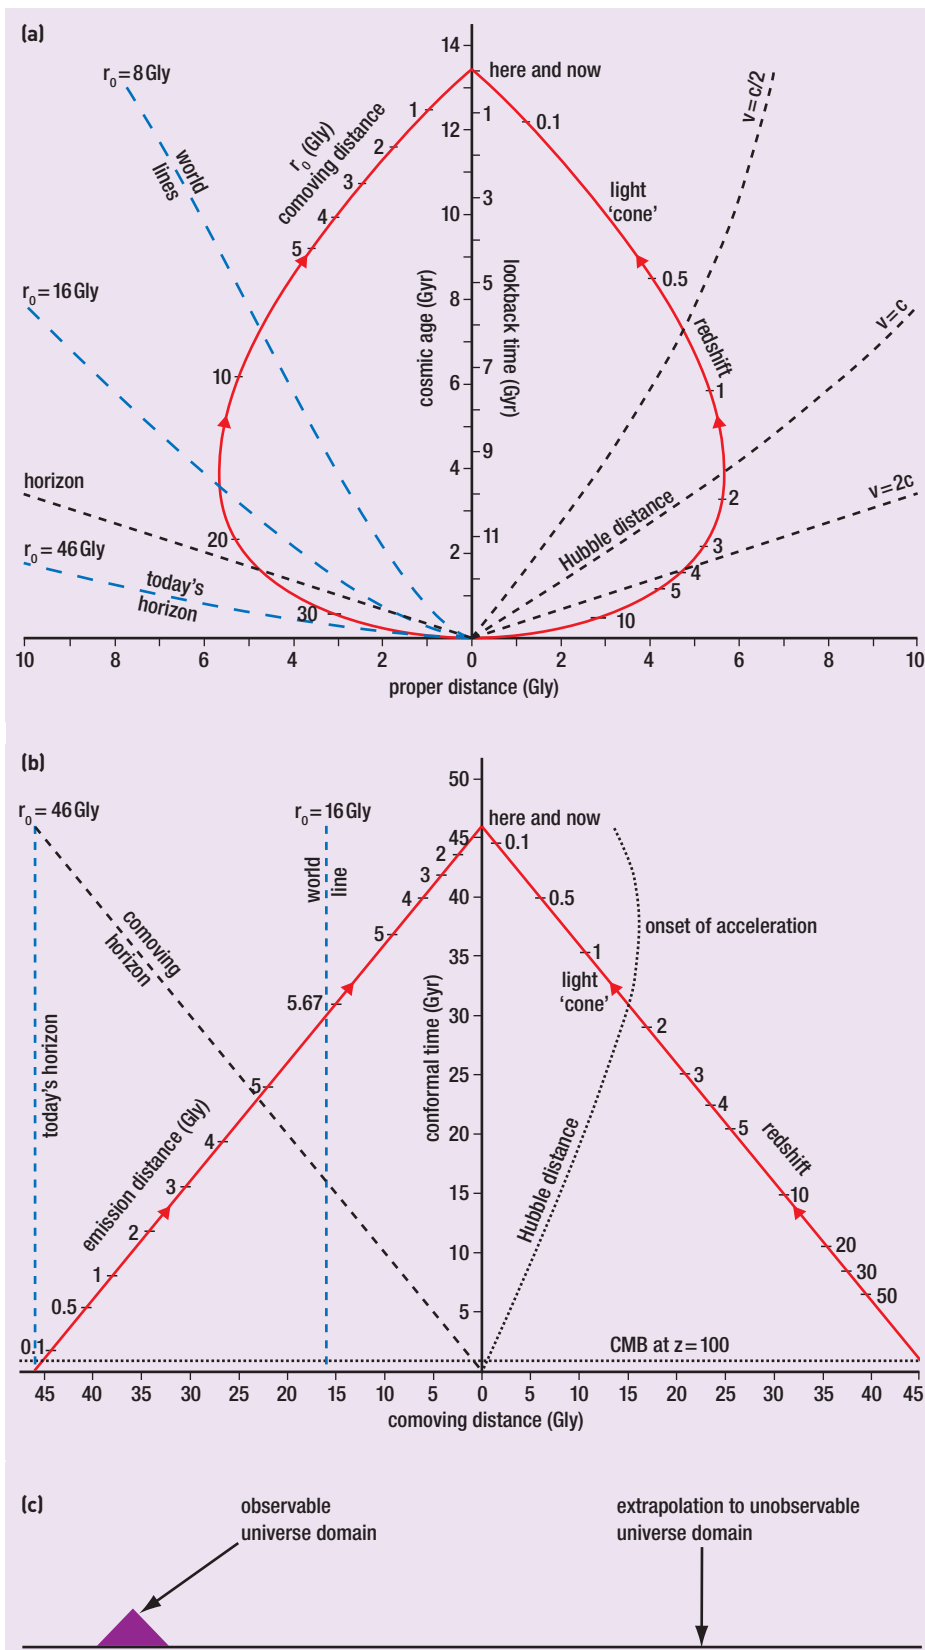 (a)
14
r0 = 8 Gly
here and now
1
1
0.1
v = c/2
r0 (Gly)
comoving distance
12
2
world
lines
3
light
'cone'
4
10
3
5
0.5
r0 = 16 Gly
cosmic age (Gyr)
lookback time (Gyr)
8
5
v = c
redshift
10
7
6
1
horizon
9
4
v = 2c
2
Hubble distance
20
11
3
r0 = 46 Gly
today's
horizon
2
4
5
30
10
10
8
6
4
2
0
2
4
6
8
10
proper distance (Gly)
(b)
50
r0 = 46 Gly
r0 = 16 Gly
here and now
45
0.1
2
world
line
3
4
40
0.5
comoving
horizon
5
onset of acceleration
35
1
light
'cone'
5.67
30
conformal time (Gyr)
2
today's horizon
5
25
3
emission distance (Gly)
4
4
20
5
redshift
3
Hubble distance
15
10
2
10
20
1
30
0.5
5
50
0.1
CMB at z = 100
45
40
35
30
25
20
15
10
5
0
5
10
15
20
25
30
35
40
45
comoving distance (Gly)
(c)
observable
universe domain
extrapolation to unobservable
universe domain